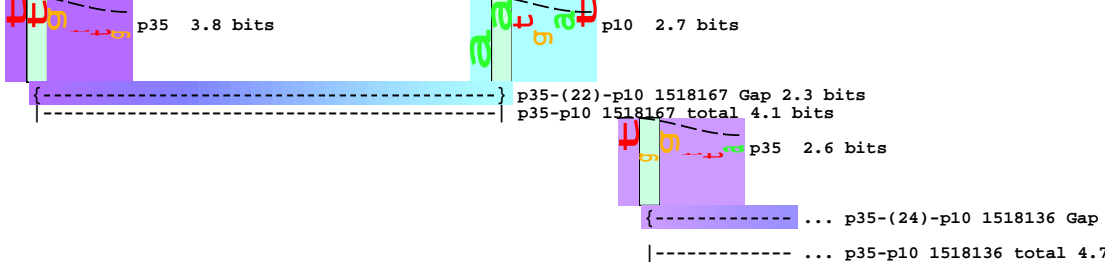 t t g t t g p35 3.8 bits a a t g a t p10 2.7 bits
{-------------------------------------------} p35-(22)-p10 1518167 Gap 2.3 bits
|-------------------------------------------| p35-p10 1518167 total 4.1 bits
t g g t a p35 2.6 bits
{------------- ... p35-(24)-p10 1518136 Gap
|------------- ... p35-p10 1518136 total 4.7